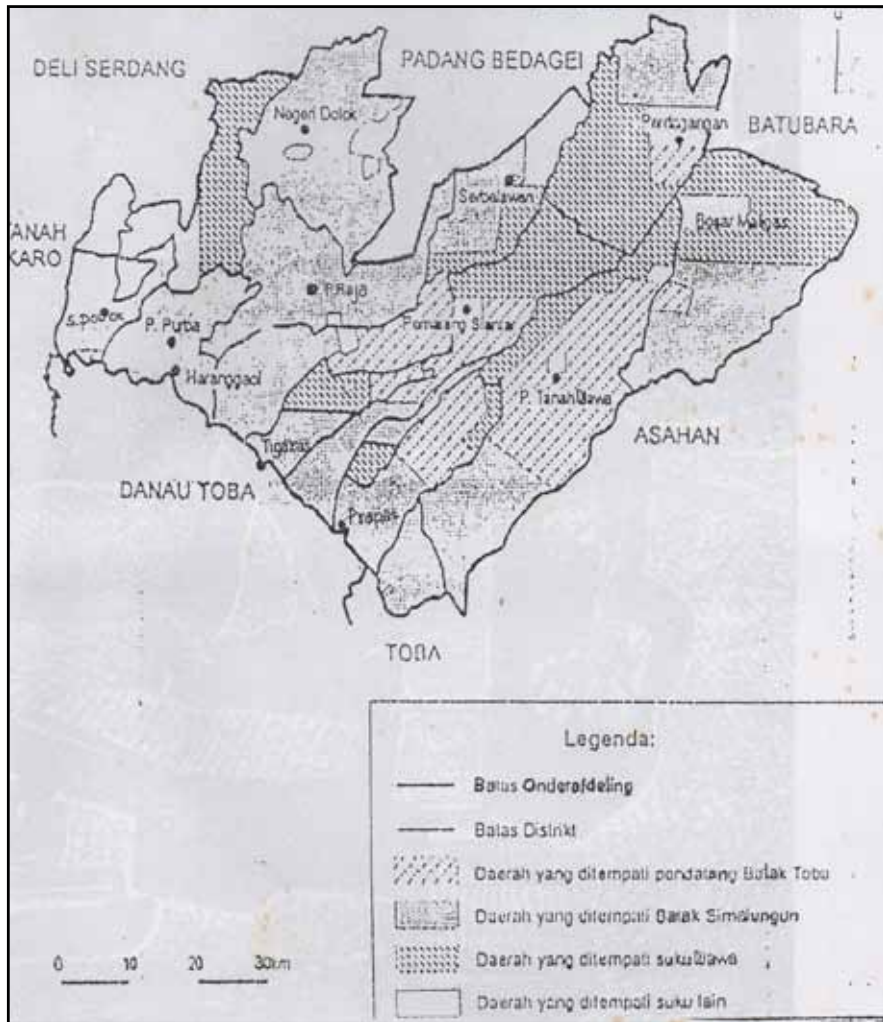 DELI SERDANG
PADANG BEDAGEI
Negeri Dolok
Perdagangan
BATUBARA
Serbelawan
TANAH
KARO
Bosar Maligas
P. Raja
S. Dolok
P. Purba
Pematang Siantar
Haranggaol
P. Tanah Jawa
ASAHAN
Tigaras
DANAU TOBA
Prapat
TOBA
Legenda:
Batas Onderafdeling
Batas Distrikt
Daerah yang ditempati pendatang Batak Toba
Daerah yang ditempati Batak Simalungun
Daerah yang ditempati suku Jawa
Daerah yang ditempati suku lain
0 10 20 30km